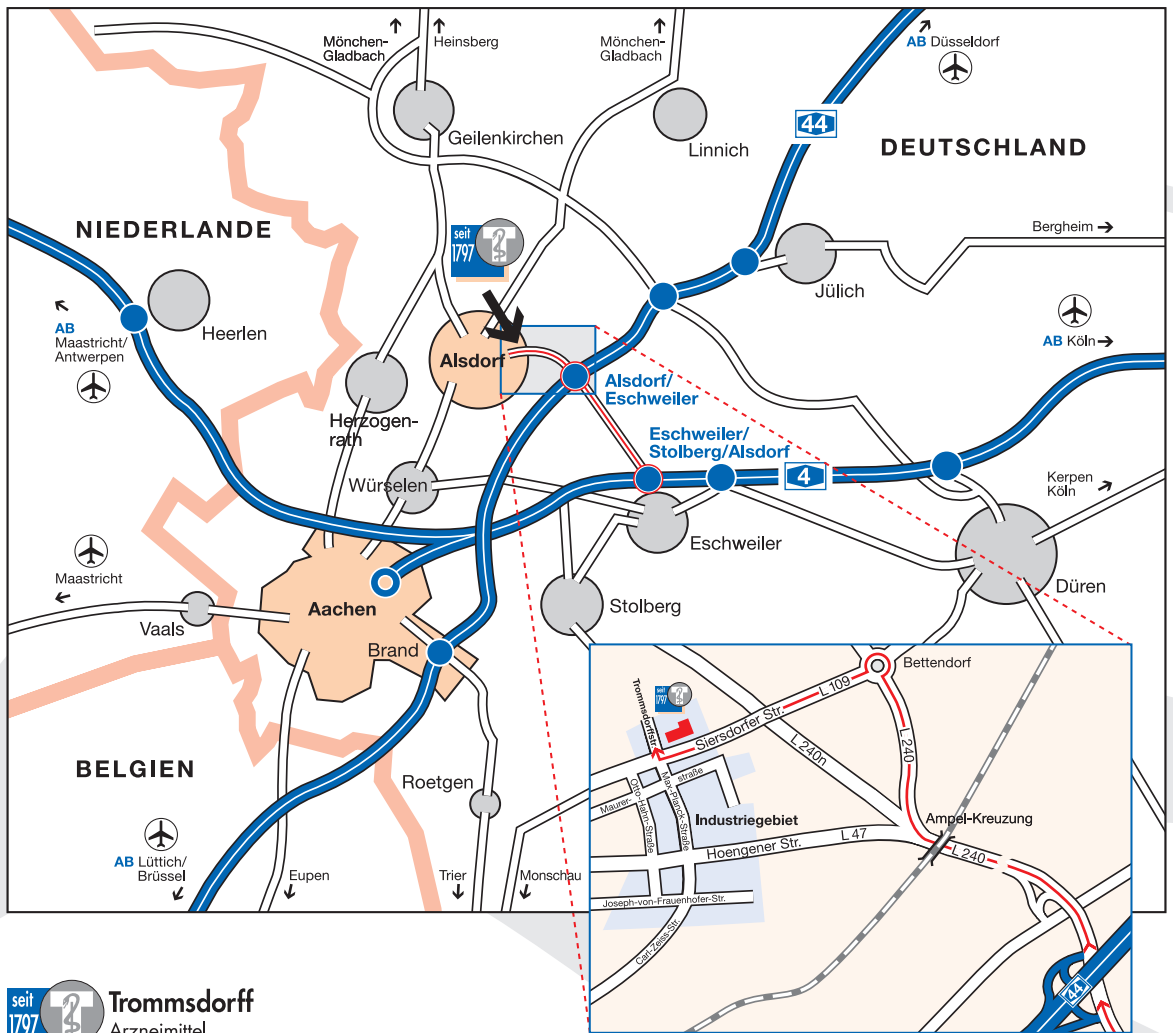 Mönchen-
Gladbach
Heinsberg
Mönchen-
Gladbach
AB Düsseldorf
44
Geilenkirchen
Linnich
DEUTSCHLAND
NIEDERLANDE
seit
1797
Bergheim
Jülich
Heerlen
AB
Maastricht/
Antwerpen
AB Köln
Alsdorf
Alsdorf/
Eschweiler
Herzogen-
rath
Eschweiler/
Stolberg/Alsdorf
4
Würselen
Kerpen
Köln
Eschweiler
Maastricht
Düren
Aachen
Stolberg
Vaals
Brand
BELGIEN
Roetgen
AB Lüttich/
Brüssel
Eupen
Trier
Monschau
Bettendorf
seit
1797
Trommsdorffstr.
L 109
Siersdorfer Str.
L 240n
L 240
Maurer-
straße
Otto-Hahn-Straße
Max-Planck-Straße
Industriegebiet
Ampel-Kreuzung
L 47
Hoengener Str.
L 240
Joseph-von-Frauenhofer-Str.
Carl-Zeiss-Str.
44
seit
1797
Trommsdorff
Arzneimittel